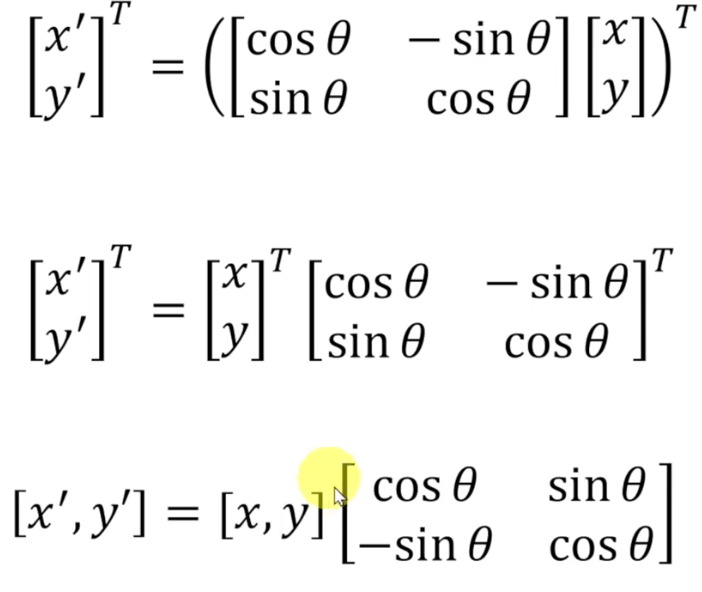 [x′ y′]ᵀ = ([cos θ − sin θ sin θ cos θ] [x y])ᵀ
[x′ y′]ᵀ = [x y]ᵀ [cos θ − sin θ sin θ cos θ]ᵀ
[x′, y′] = [x, y] [cos θ sin θ −sin θ cos θ]